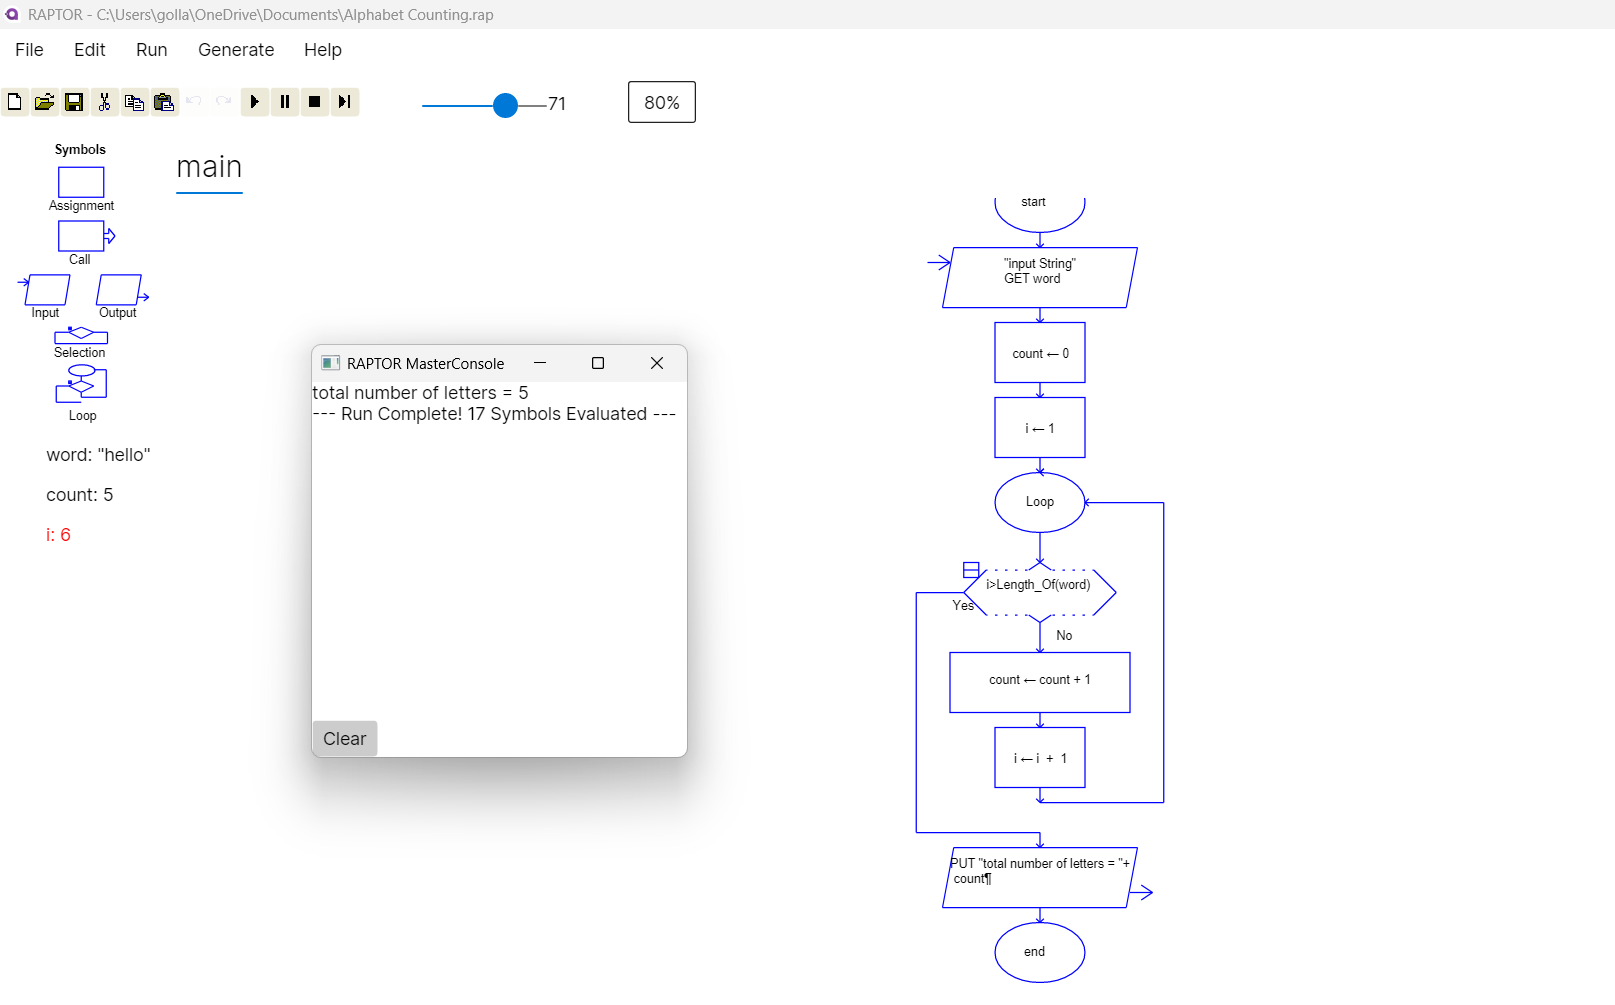 RAPTOR - C:\Users\golla\OneDrive\Documents\Alphabet Counting.rap
File Edit Run Generate Help
71
80%
Symbols
Assignment
Call
Input Output
Selection
Loop
word: "hello"
count: 5
i: 6
main
RAPTOR MasterConsole
total number of letters = 5
--- Run Complete! 17 Symbols Evaluated ---
Clear
start
"input String"
GET word
count ← 0
i ← 1
Loop
i>Length_Of(word)
Yes
No
count ← count + 1
i ← i + 1
PUT "total number of letters = "+
count¶
end